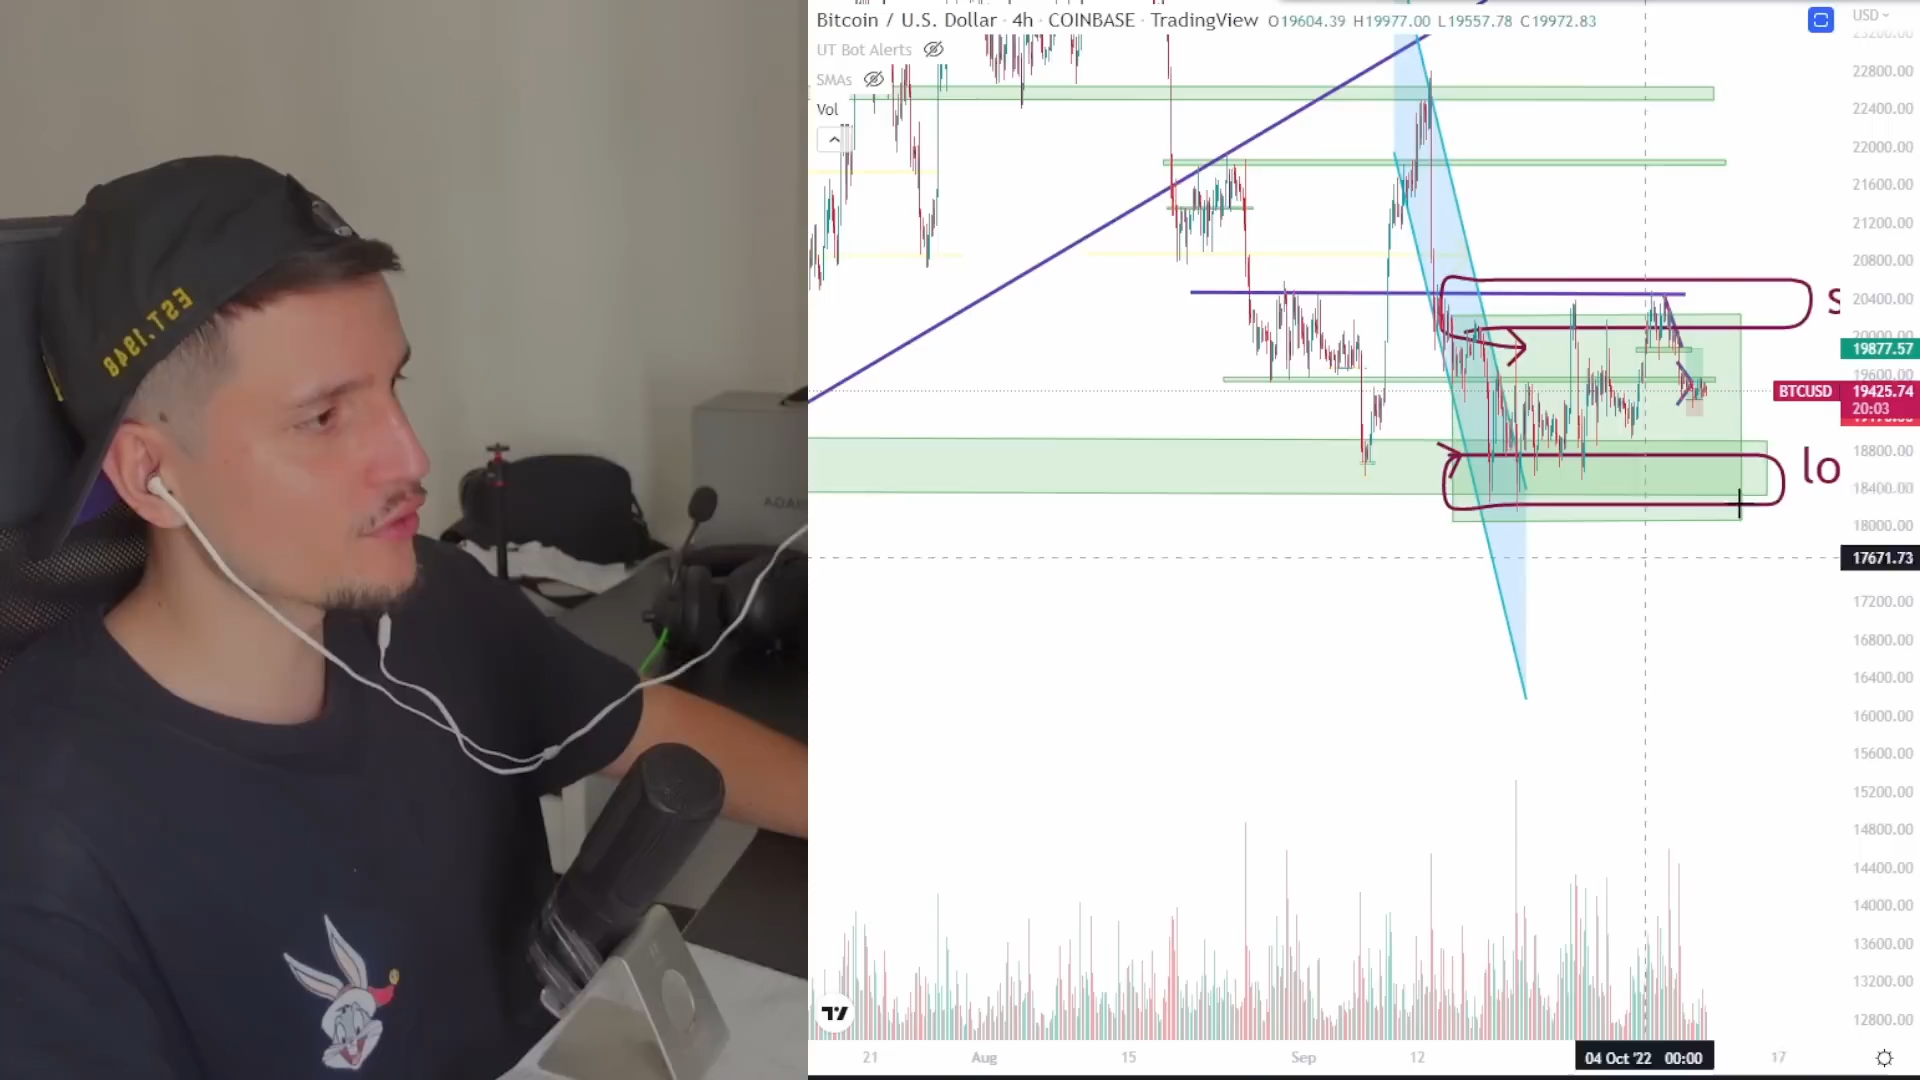 EST.1948
Bitcoin / U.S. Dollar · 4h · COINBASE · TradingView O19604.39 H19977.00 L19557.78 C19972.83
USD
UT Bot Alerts
SMAs
Vol
22800.00
22400.00
22000.00
21600.00
21200.00
20800.00
20400.00
S
19877.57
19600.00
BTCUSD 19425.74
20:03
18800.00
lo
18400.00
18000.00
17671.73
17200.00
16800.00
16400.00
16000.00
15600.00
15200.00
14800.00
14400.00
14000.00
13600.00
13200.00
12800.00
21 Aug 15 Sep 12 04 Oct '22 00:00 17